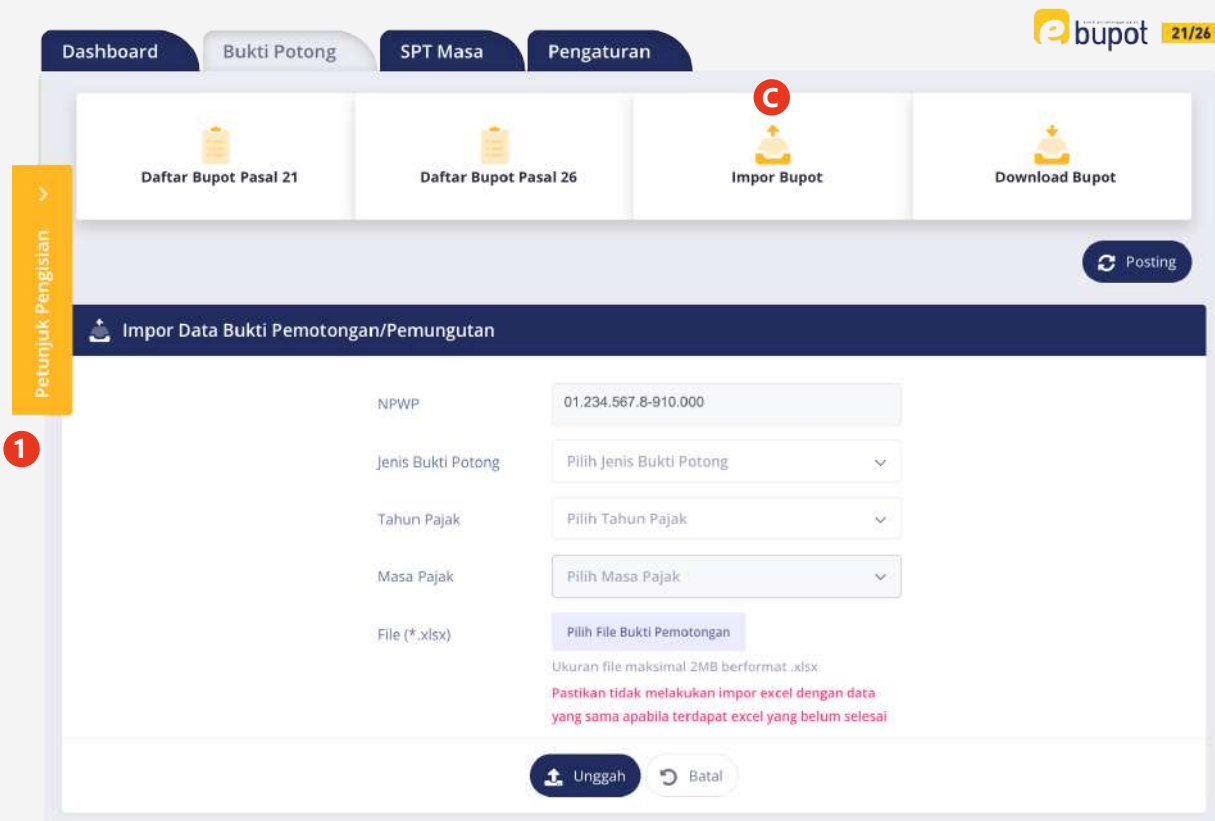 Dashboard
Bukti Potong
SPT Masa
Pengaturan
ebupot 21/26
C
Daftar Bupot Pasal 21
Daftar Bupot Pasal 26
Impor Bupot
Download Bupot
Petunjuk Pengisian
Posting
Impor Data Bukti Pemotongan/Pemungutan
1
NPWP
01.234.567.8-910.000
Jenis Bukti Potong
Pilih Jenis Bukti Potong
Tahun Pajak
Pilih Tahun Pajak
Masa Pajak
Pilih Masa Pajak
File (*.xlsx)
Pilih File Bukti Pemotongan
Ukuran file maksimal 2MB berformat .xlsx
Pastikan tidak melakukan impor excel dengan data
yang sama apabila terdapat excel yang belum selesai
Unggah
Batal